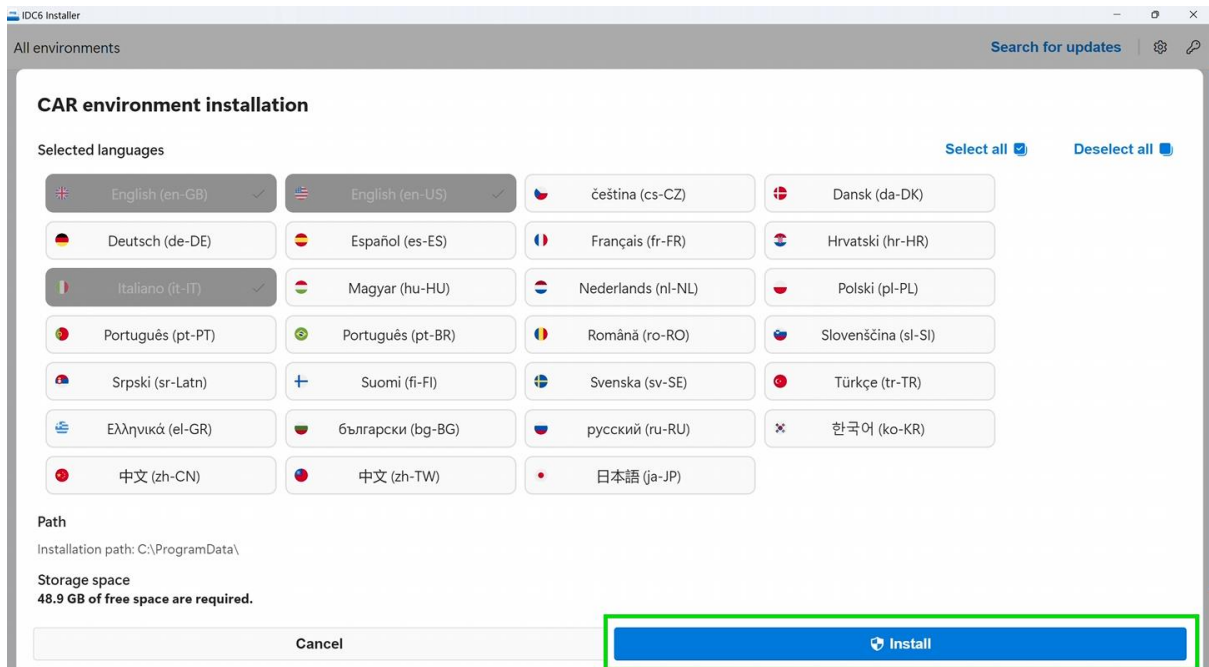 IDC6 Installer
All environments
Search for updates
CAR environment installation
Selected languages
Select all
Deselect all
English (en-GB)
English (en-US)
čeština (cs-CZ)
Dansk (da-DK)
Deutsch (de-DE)
Español (es-ES)
Français (fr-FR)
Hrvatski (hr-HR)
Italiano (it-IT)
Magyar (hu-HU)
Nederlands (nl-NL)
Polski (pl-PL)
Português (pt-PT)
Português (pt-BR)
Română (ro-RO)
Slovenščina (sl-SI)
Srpski (sr-Latn)
Suomi (fi-FI)
Svenska (sv-SE)
Türkçe (tr-TR)
Ελληνικά (el-GR)
български (bg-BG)
русский (ru-RU)
한국어 (ko-KR)
中文 (zh-CN)
中文 (zh-TW)
日本語 (ja-JP)
Path
Installation path: C:\ProgramData\
Storage space
48.9 GB of free space are required.
Cancel
Install